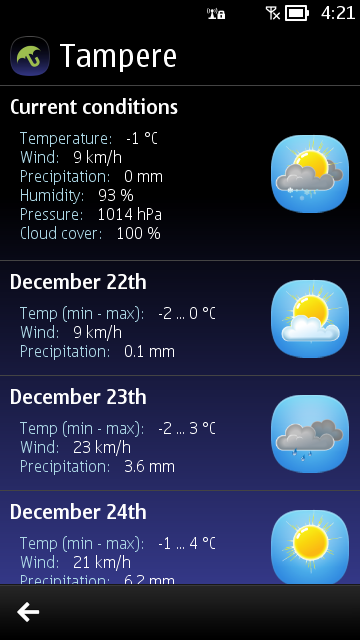 4:21
Tampere
Current conditions
Temperature: -1 °C
Wind: 9 km/h
Precipitation: 0 mm
Humidity: 93 %
Pressure: 1014 hPa
Cloud cover: 100 %
December 22th
Temp (min - max): -2 ... 0 °C
Wind: 9 km/h
Precipitation: 0.1 mm
December 23th
Temp (min - max): -2 ... 3 °C
Wind: 23 km/h
Precipitation: 3.6 mm
December 24th
Temp (min - max): -1 ... 4 °C
Wind: 21 km/h
Precipitation: 6.2 mm